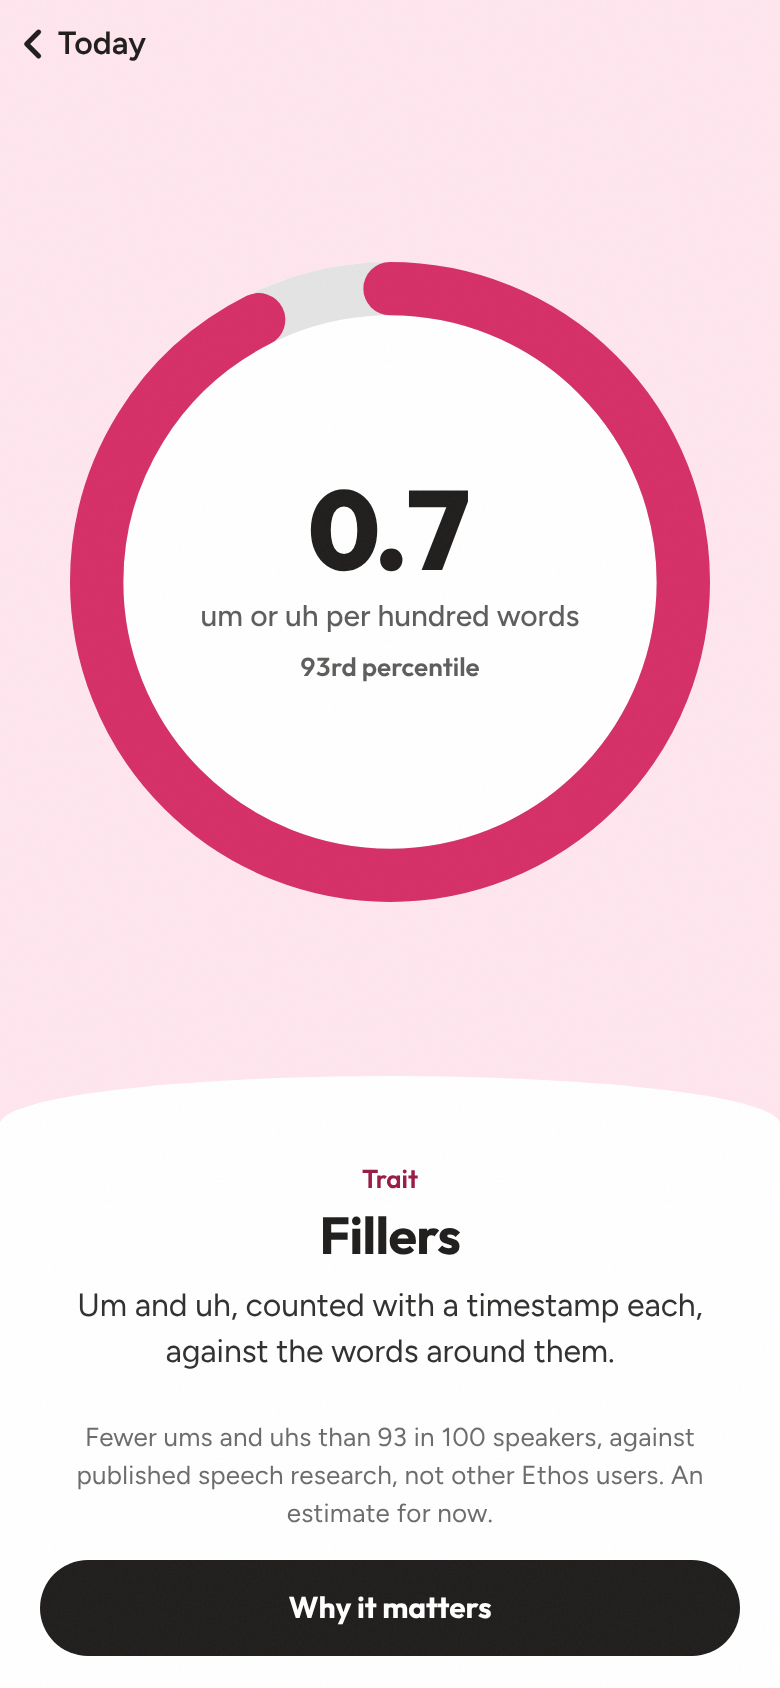 Today
0.7
um or uh per hundred words
93rd percentile
Trait
Fillers
Um and uh, counted with a timestamp each,
against the words around them.
Fewer ums and uhs than 93 in 100 speakers, against
published speech research, not other Ethos users. An
estimate for now.
Why it matters